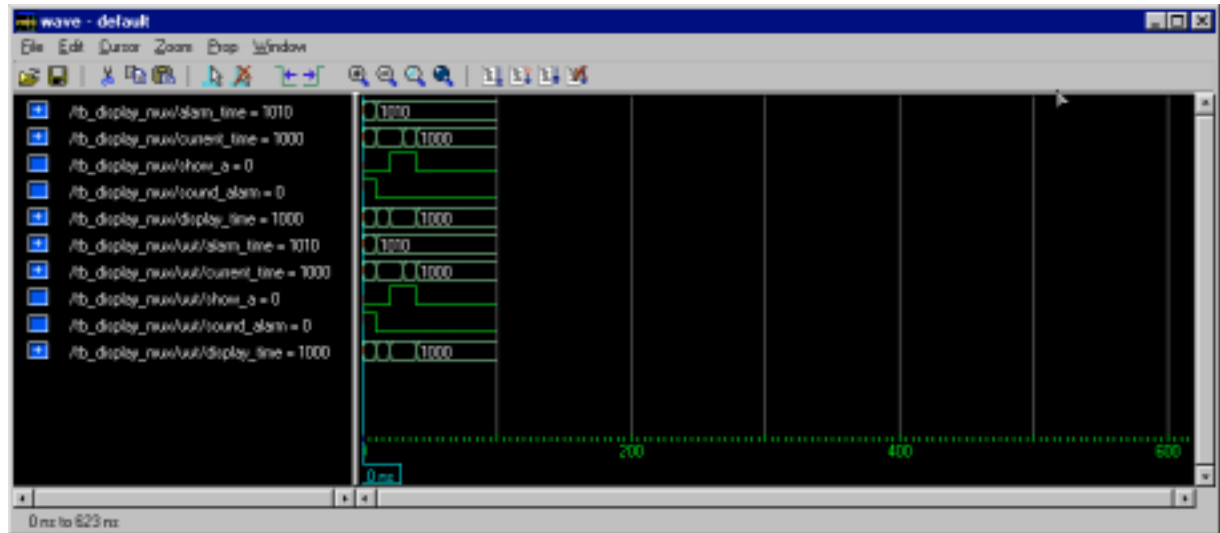 wave - default
File Edit Cursor Zoom Prop Window
/tb_display_mux/alarm_time = 1010
1010
/tb_display_mux/current_time = 1000
1000
/tb_display_mux/show_a = 0
/tb_display_mux/sound_alarm = 0
/tb_display_mux/display_time = 1000
1000
/tb_display_mux/uut/alarm_time = 1010
1010
/tb_display_mux/uut/current_time = 1000
1000
/tb_display_mux/uut/show_a = 0
/tb_display_mux/uut/sound_alarm = 0
/tb_display_mux/uut/display_time = 1000
1000
200 400 600
0 ns
0 ns to 623 ns